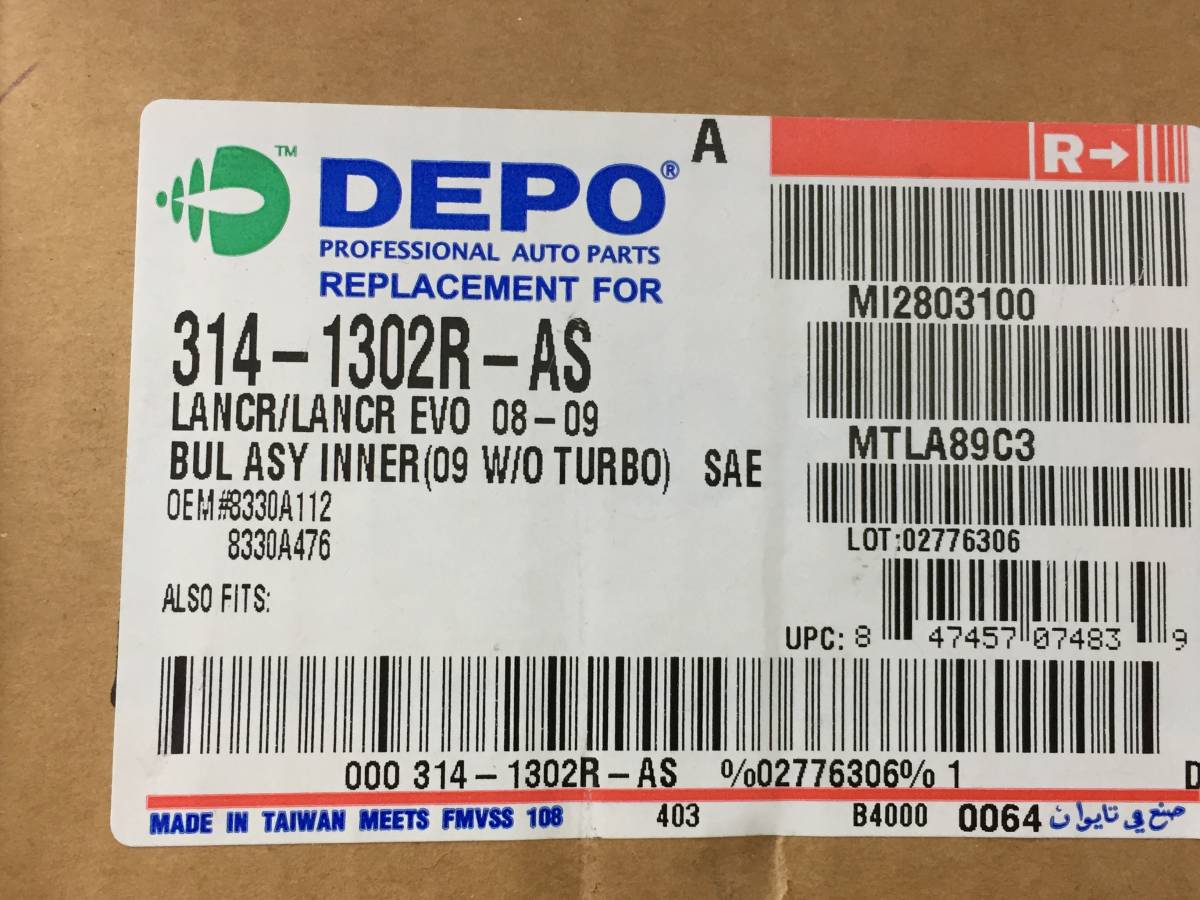 ™
DEPO®
PROFESSIONAL AUTO PARTS
REPLACEMENT FOR
A
R→
314-1302R-AS
LANCR/LANCR EVO 08-09
BUL ASY INNER(09 W/O TURBO) SAE
OEM#8330A112
8330A476
ALSO FITS:
MI2803100
MTLA89C3
LOT:02776306
UPC: 8 47457 07483 9
000 314-1302R-AS %02776306% 1 D
MADE IN TAIWAN MEETS FMVSS 108 403 B4000 0064 صنع في تايوان